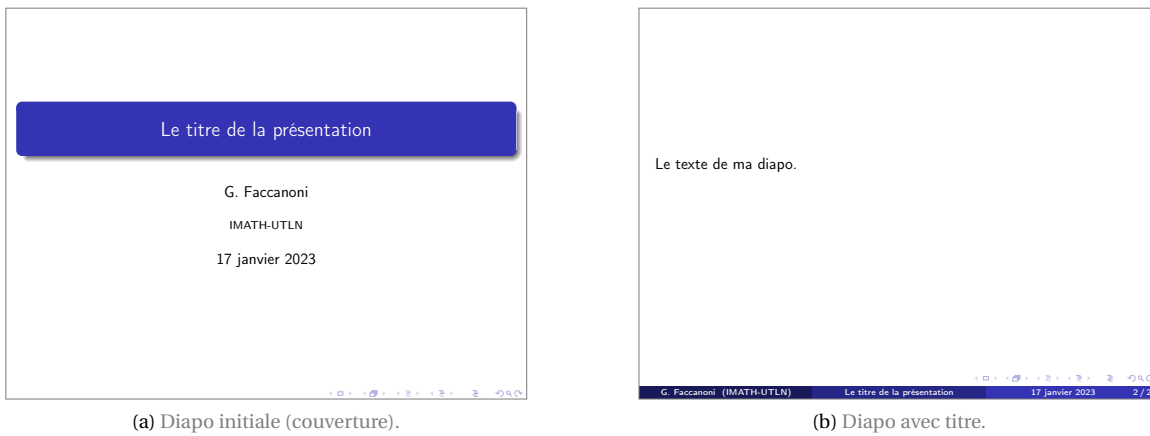 Le titre de la présentation
G. Faccanoni
IMATH-UTLN
17 janvier 2023
(a) Diapo initiale (couverture).
Le texte de ma diapo.
G. Faccanoni (IMATH-UTLN) Le titre de la présentation 17 janvier 2023 2 / 2
(b) Diapo avec titre.